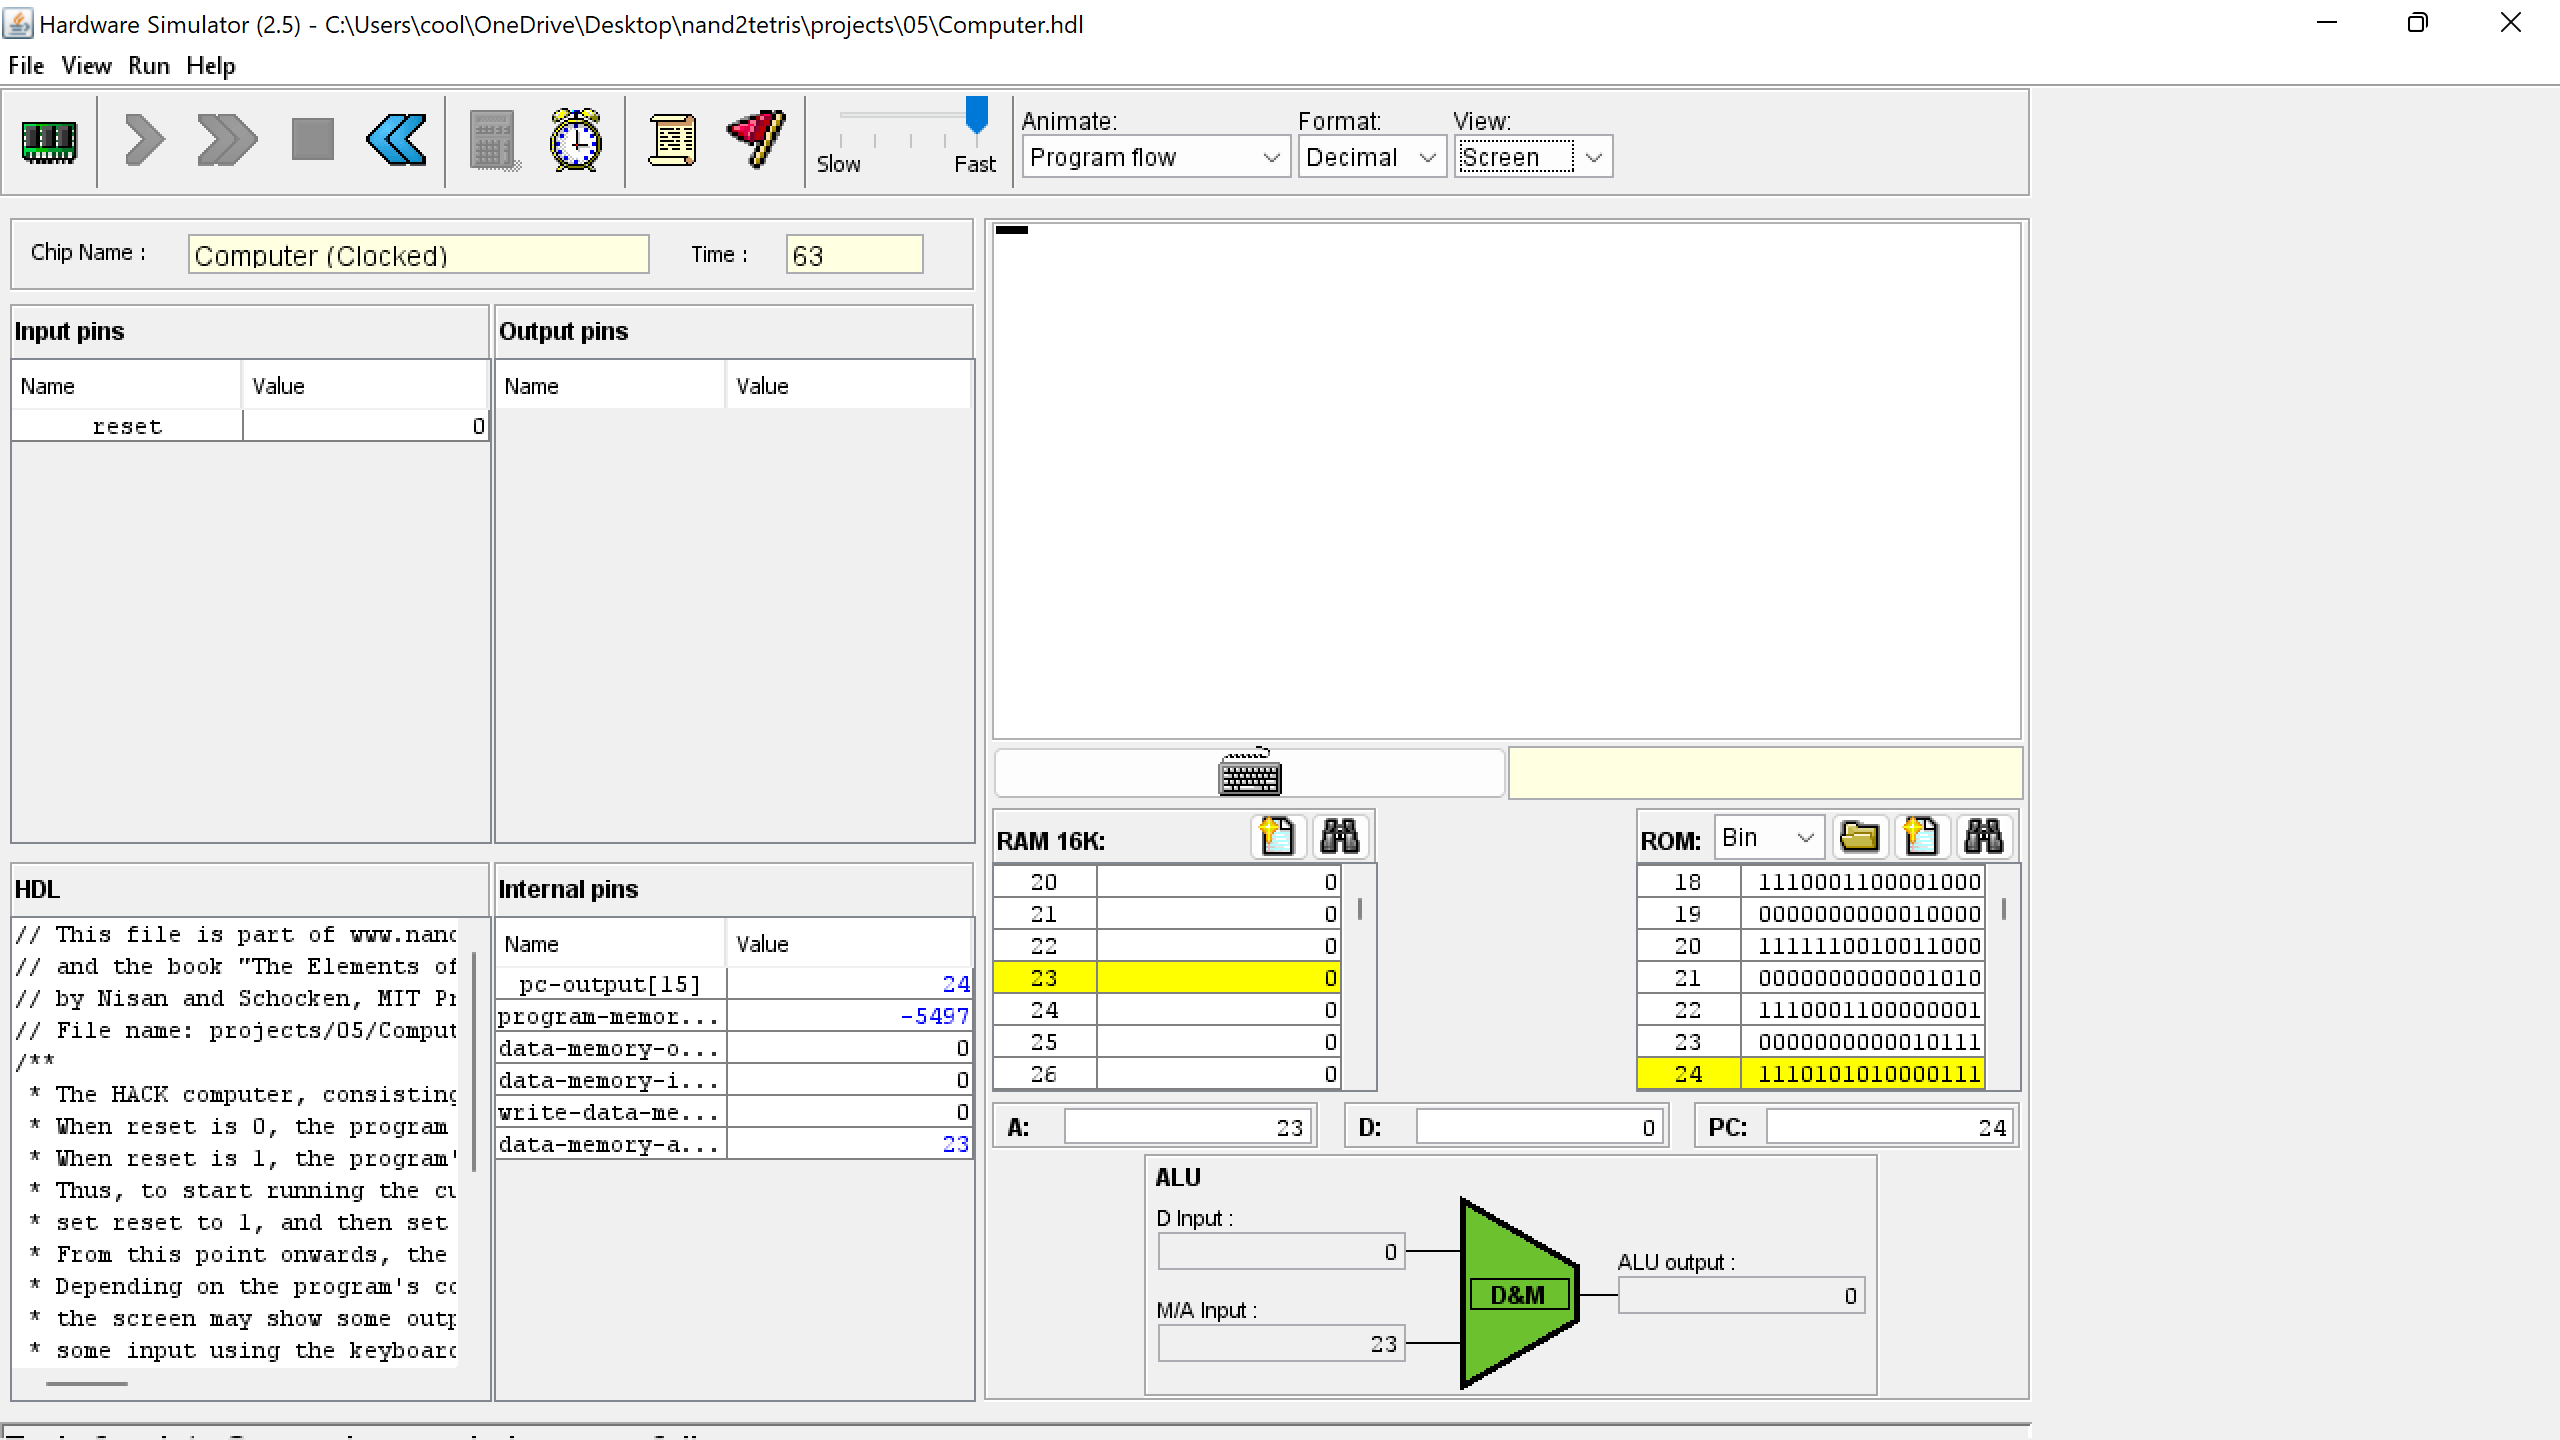 Hardware Simulator (2.5) - C:\Users\cool\OneDrive\Desktop\nand2tetris\projects\05\Computer.hdl
File View Run Help
Slow Fast
Animate: Format: View:
Program flow Decimal Screen
Chip Name : Computer (Clocked) Time : 63
Input pins Output pins
Name Value Name Value
reset 0
RAM 16K: ROM: Bin
20 0 18 1110001100001000
21 0 19 0000000000010000
22 0 20 1111110010011000
23 0 21 0000000000001010
24 0 22 1110001100000001
25 0 23 0000000000010111
26 0 24 1110101010000111
A: 23 D: 0 PC: 24
ALU
D Input :
0
M/A Input :
23
D&M
ALU output :
0
HDL
// This file is part of www.nand
// and the book "The Elements of
// by Nisan and Schocken, MIT Pr
// File name: projects/05/Comput
/**
* The HACK computer, consisting
* When reset is 0, the program
* When reset is 1, the program'
* Thus, to start running the cu
* set reset to 1, and then set
* From this point onwards, the
* Depending on the program's co
* the screen may show some outp
* some input using the keyboard
Internal pins
Name Value
pc-output[15] 24
program-memor... -5497
data-memory-o... 0
data-memory-i... 0
write-data-me... 0
data-memory-a... 23